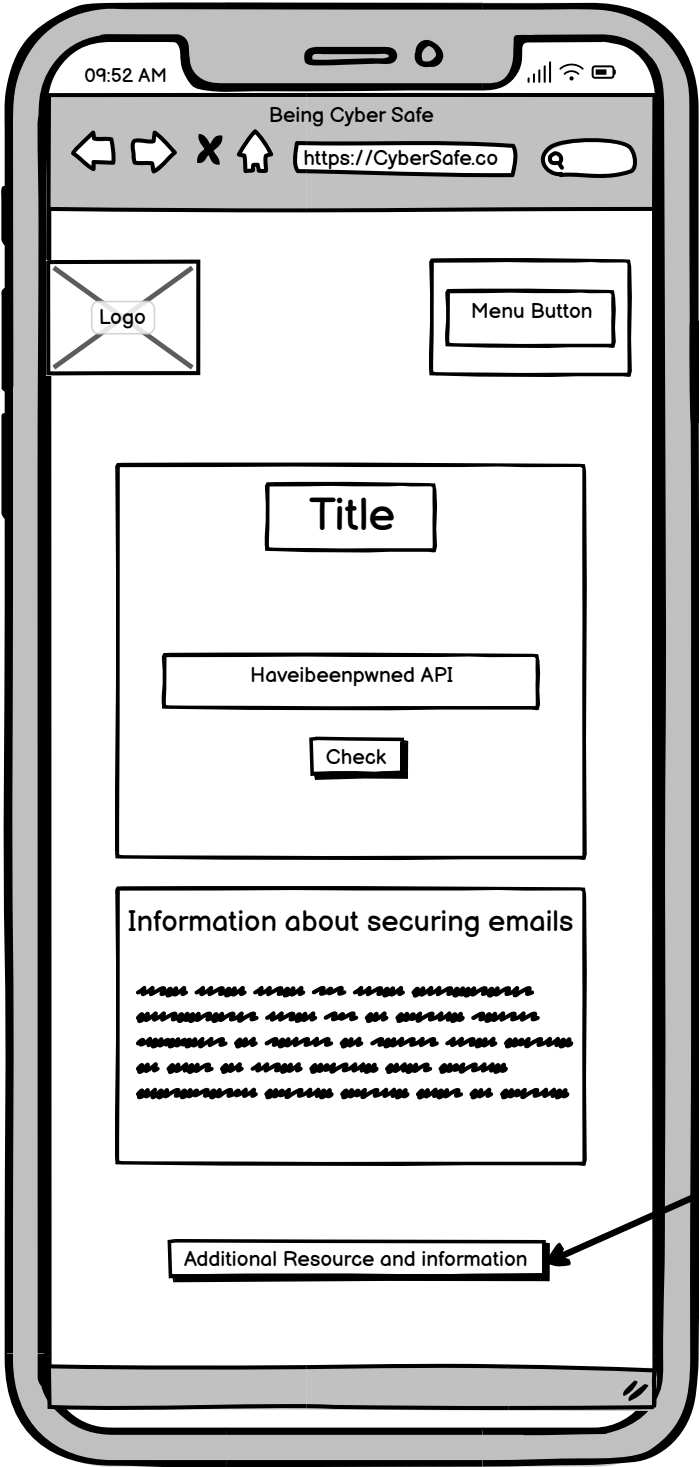 09:52 AM
Being Cyber Safe
https://CyberSafe.co
Logo
Menu Button
Title
Haveibeenpwned API
Check
Information about securing emails
Additional Resource and information